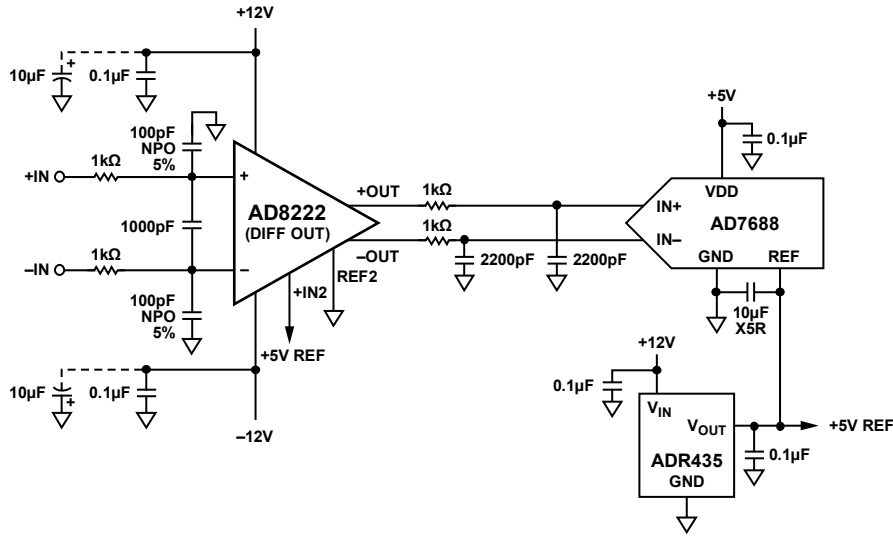 +12V
10µF
+
0.1µF
100pF
NPO
5%
+IN
1kΩ
+
1000pF
AD8222
(DIFF OUT)
–IN
1kΩ
–
100pF
NPO
5%
+OUT
–OUT
REF2
+IN2
+5V REF
10µF
+
0.1µF
–12V
1kΩ
1kΩ
2200pF
2200pF
+5V
0.1µF
VDD
IN+
AD7688
IN–
GND
REF
10µF
X5R
+12V
0.1µF
VIN
VOUT
+5V REF
ADR435
0.1µF
GND